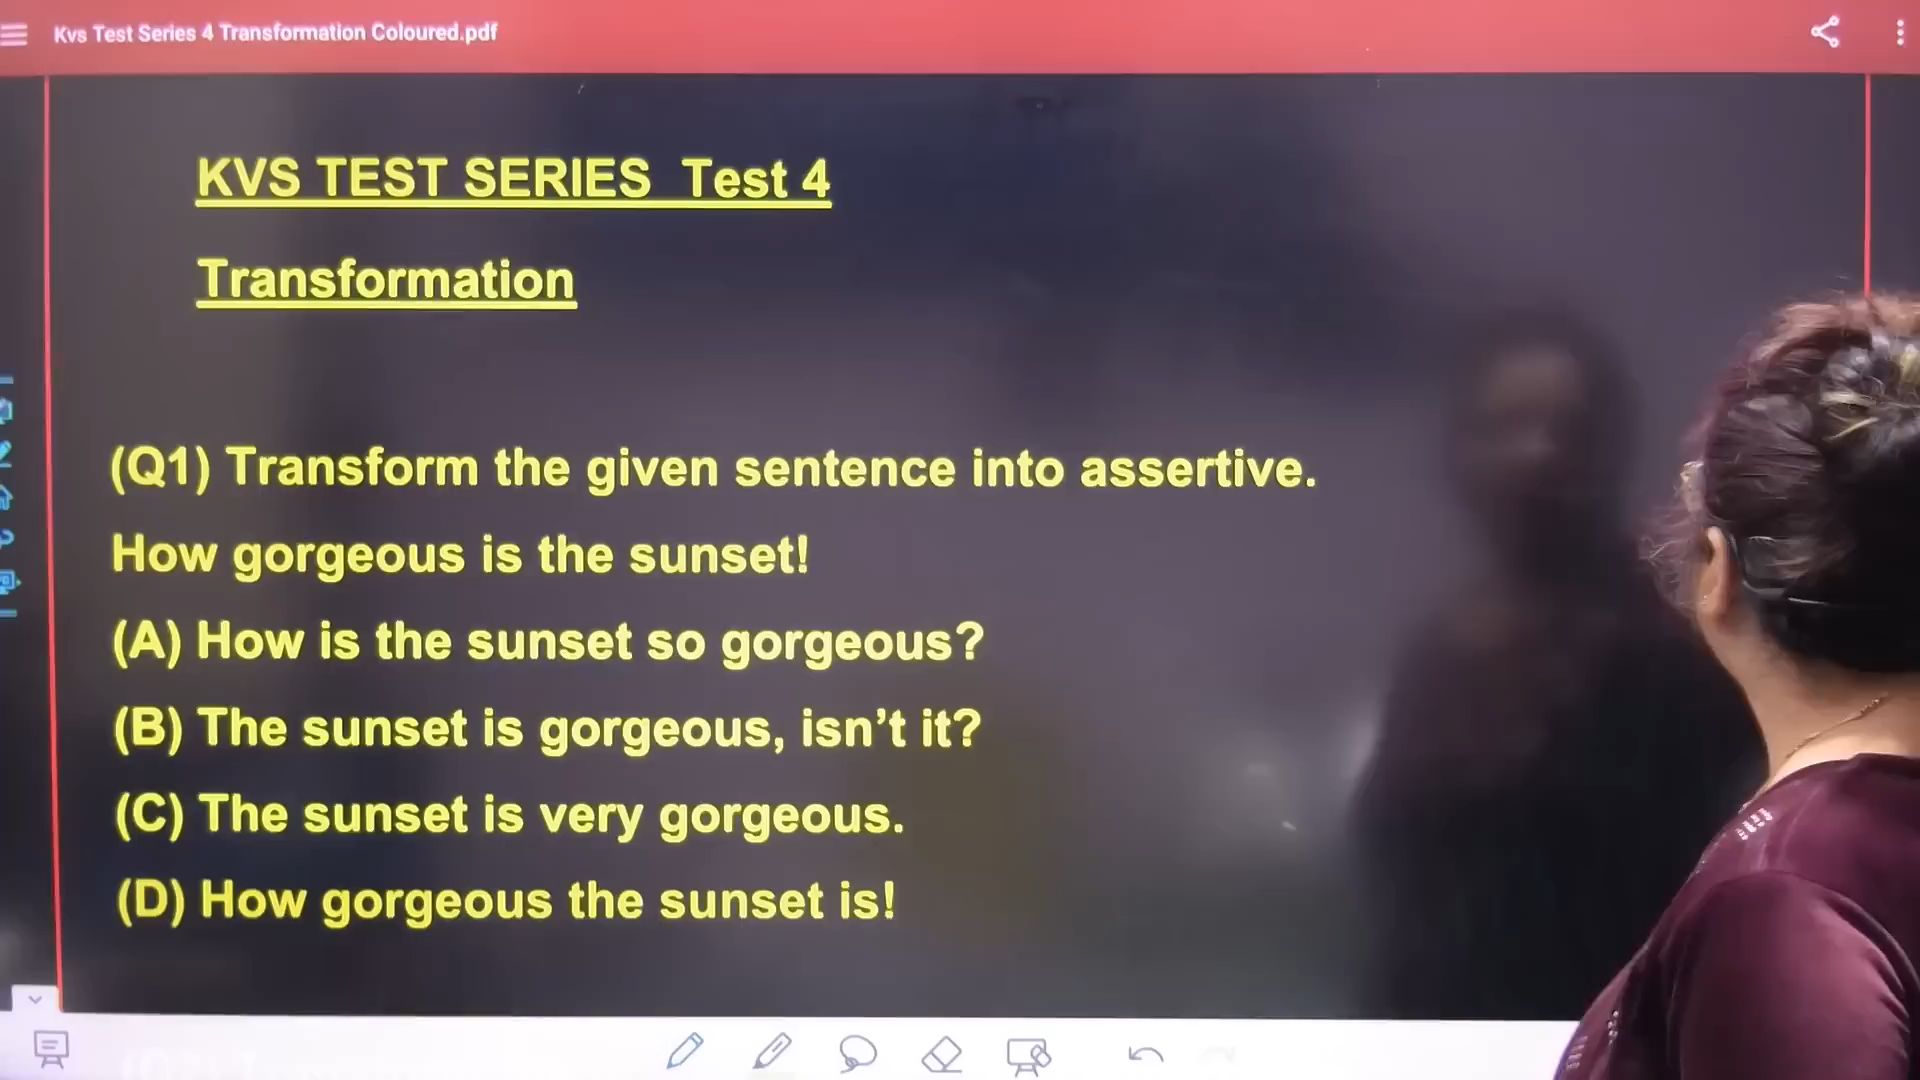 Kvs Test Series 4 Transformation Coloured.pdf
KVS TEST SERIES Test 4
Transformation
(Q1) Transform the given sentence into assertive.
How gorgeous is the sunset!
(A) How is the sunset so gorgeous?
(B) The sunset is gorgeous, isn’t it?
(C) The sunset is very gorgeous.
(D) How gorgeous the sunset is!